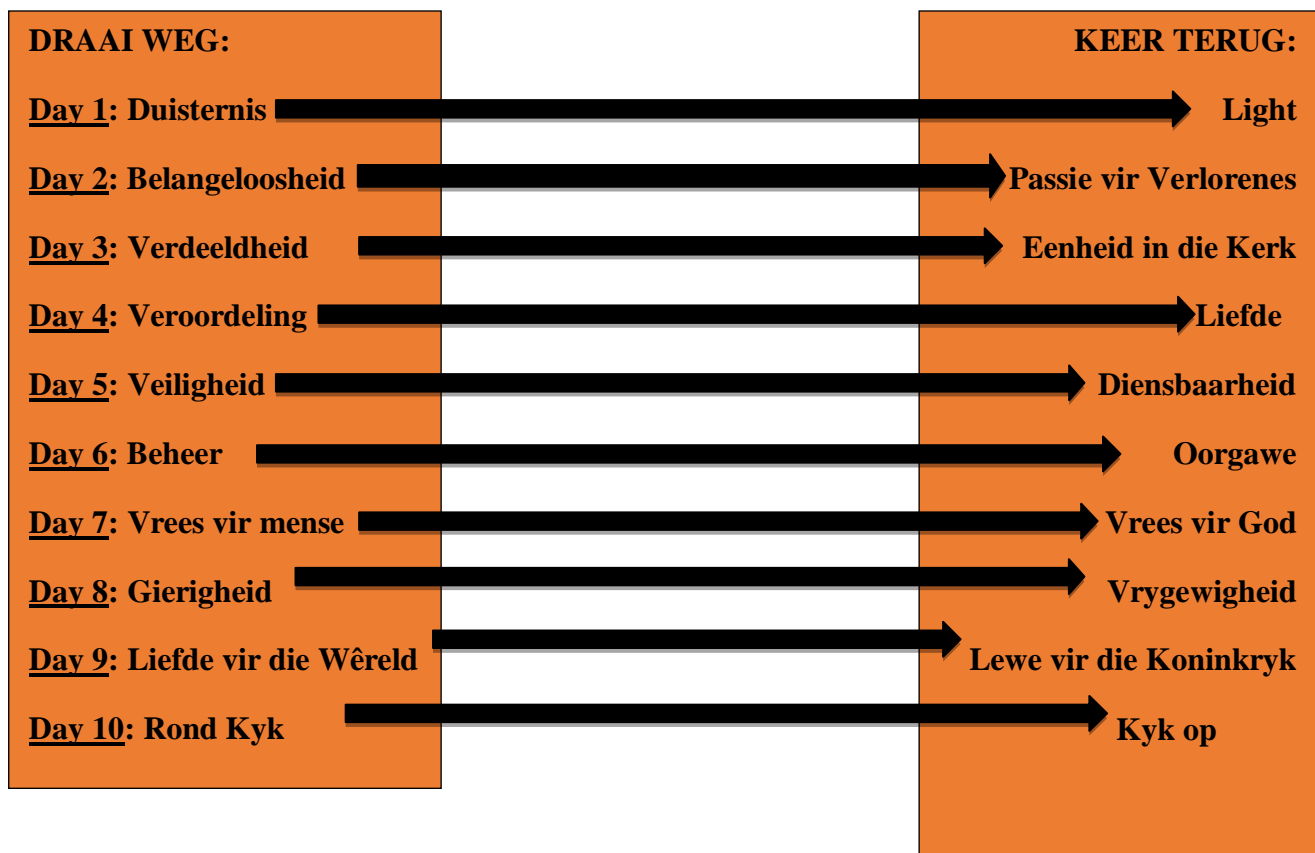 DRAAI WEG: KEER TERUG:
Day 1: Duisternis Light
Day 2: Belangeloosheid Passie vir Verlorenes
Day 3: Verdeeldheid Eenheid in die Kerk
Day 4: Veroordeling Liefde
Day 5: Veiligheid Diensbaarheid
Day 6: Beheer Oorgawe
Day 7: Vrees vir mense Vrees vir God
Day 8: Gierigheid Vrygewigheid
Day 9: Liefde vir die Wêreld Lewe vir die Koninkryk
Day 10: Rond Kyk Kyk op